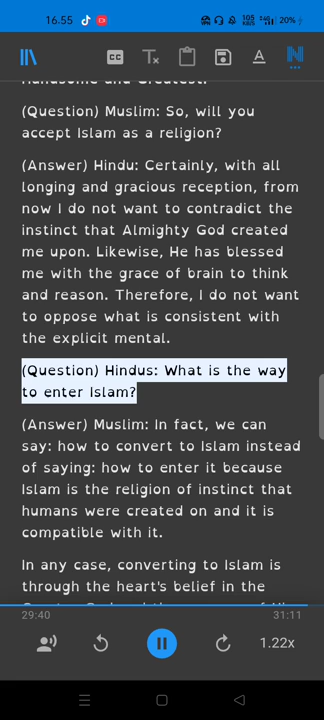 16.55
105
KB/S
20%
CC
Handsome and Greatest.
(Question) Muslim: So, will you
accept Islam as a religion?
(Answer) Hindu: Certainly, with all
longing and gracious reception, from
now I do not want to contradict the
instinct that Almighty God created
me upon. Likewise, He has blessed
me with the grace of brain to think
and reason. Therefore, I do not want
to oppose what is consistent with
the explicit mental.
(Question) Hindus: What is the way
to enter Islam?
(Answer) Muslim: In fact, we can
say: how to convert to Islam instead
of saying: how to enter it because
Islam is the religion of instinct that
humans were created on and it is
compatible with it.
In any case, converting to Islam is
through the heart's belief in the
29:40
31:11
1.22x